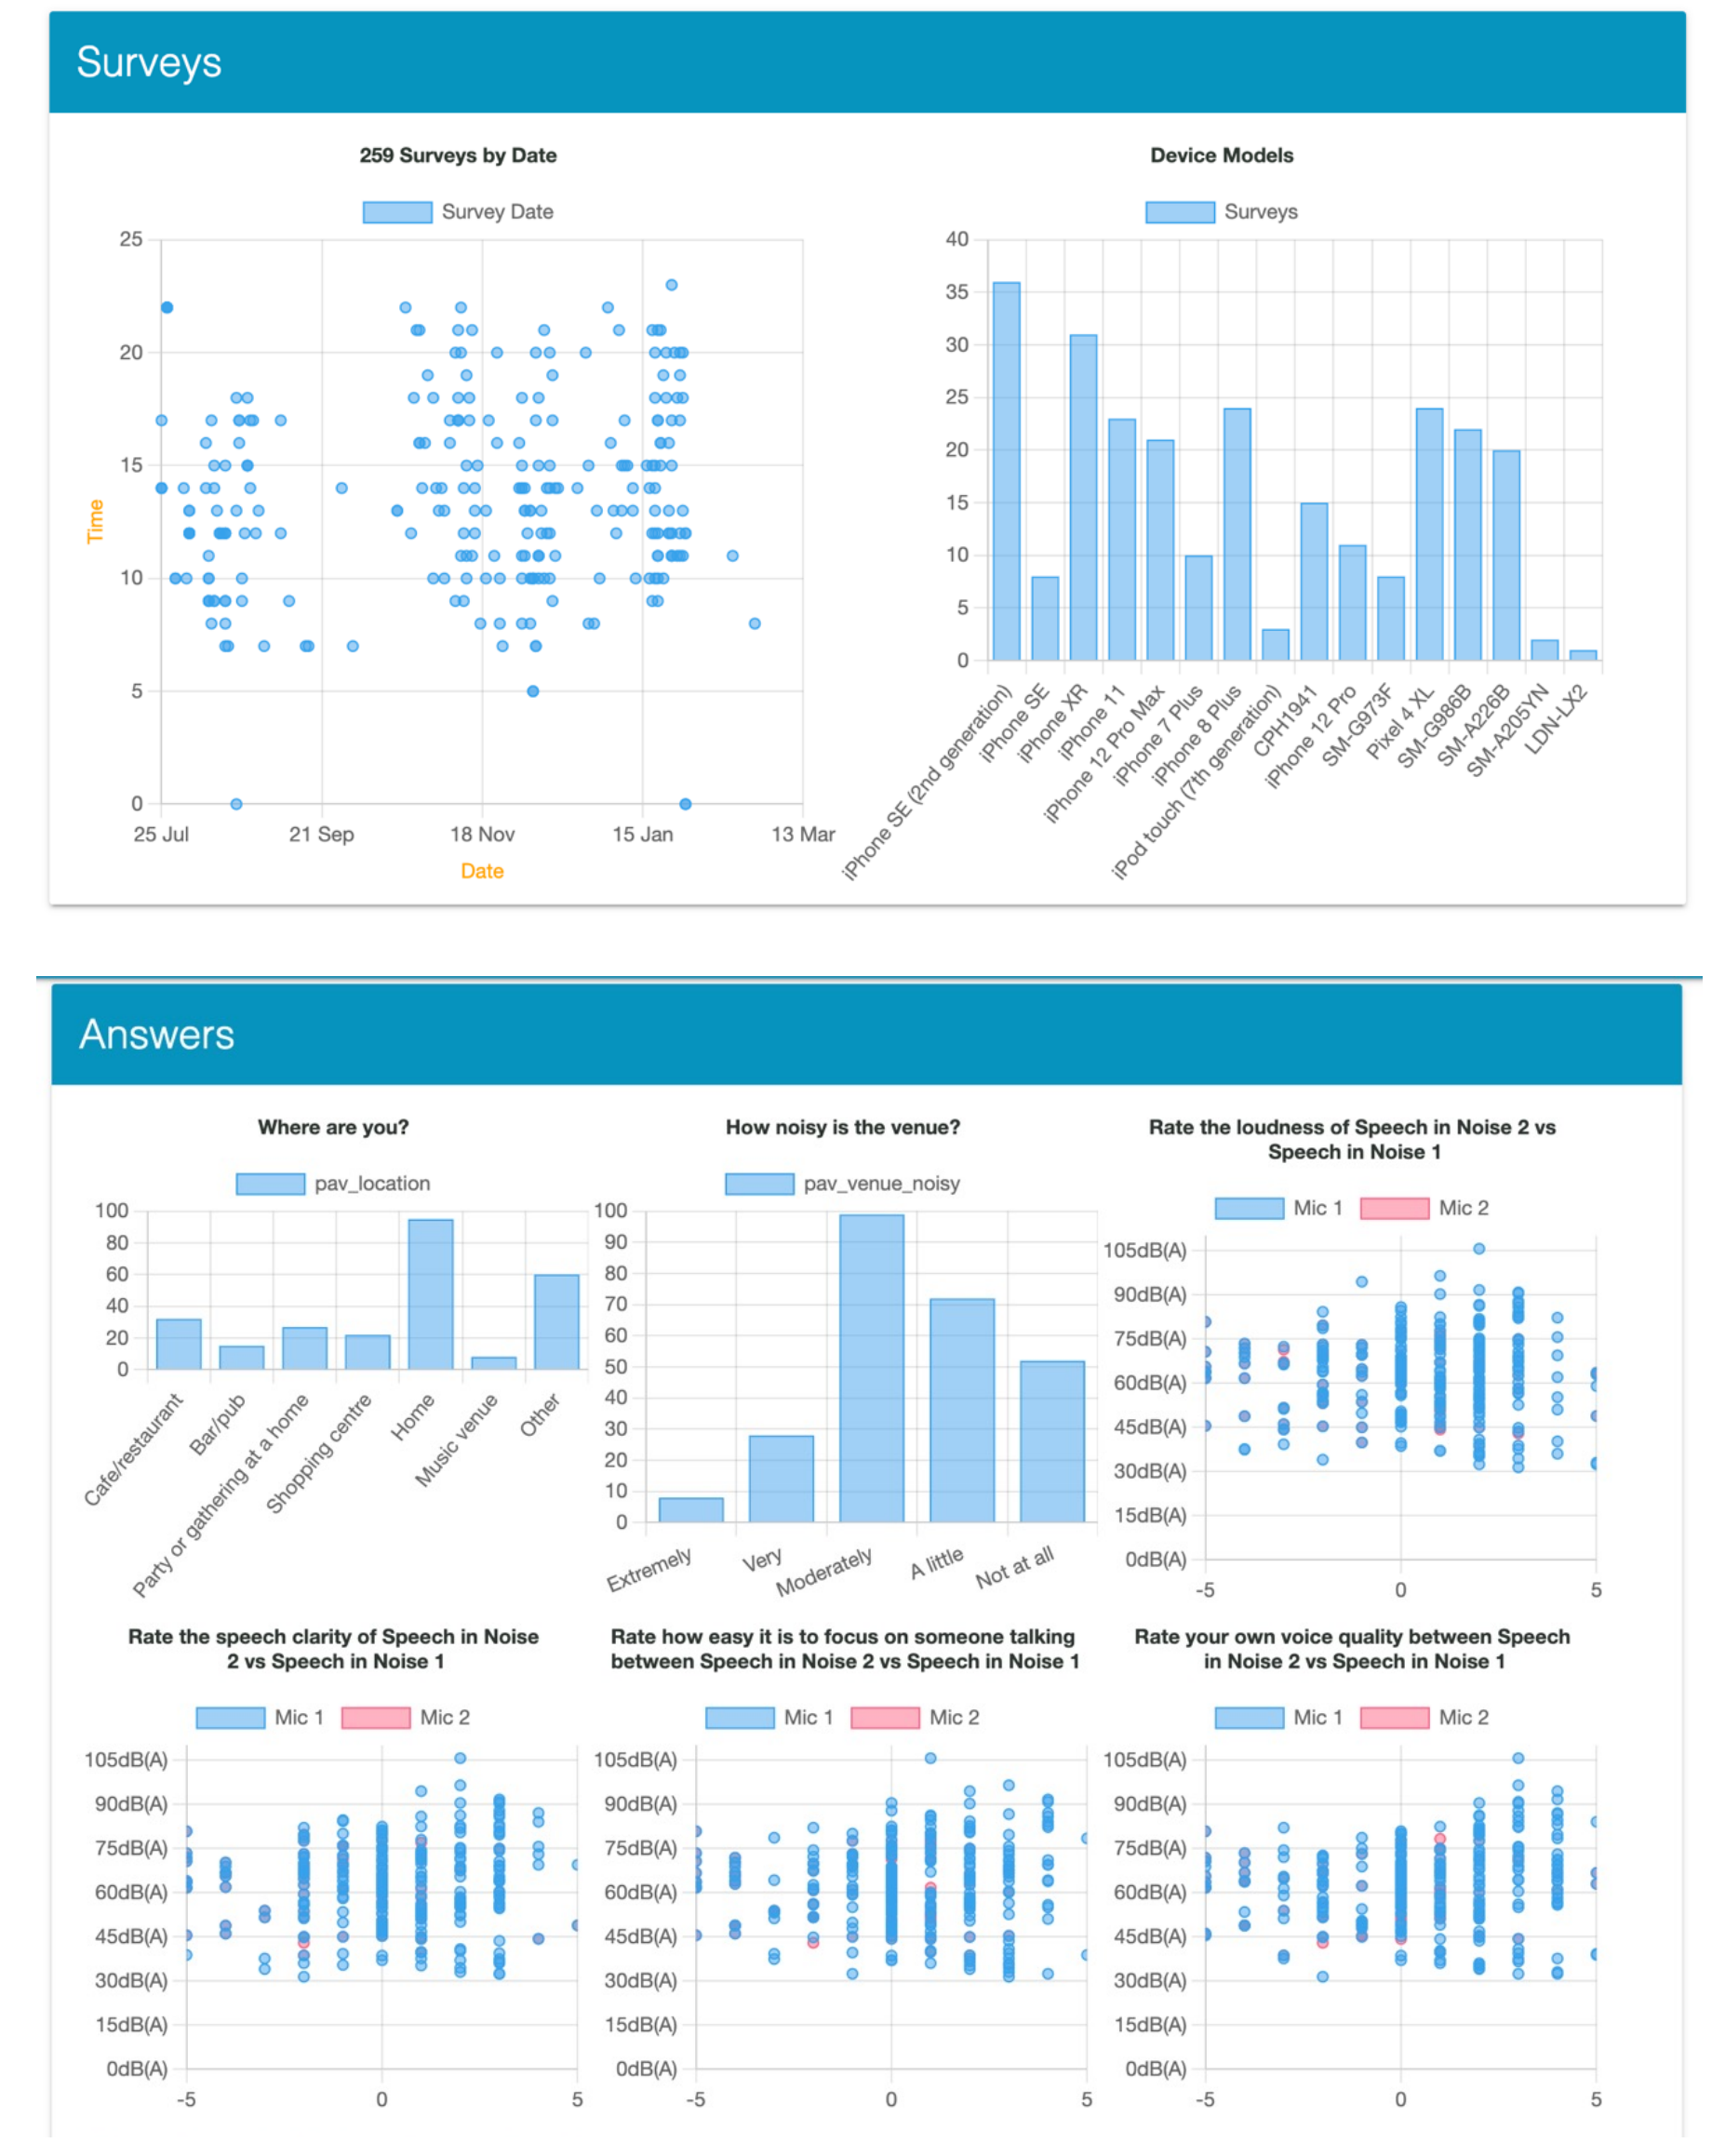 Surveys
259 Surveys by Date
Survey Date
25
20
15
10
5
0
Time
25 Jul
21 Sep
18 Nov
15 Jan
13 Mar
Date
Device Models
Surveys
40
35
30
25
20
15
10
5
0
iPhone SE (2nd generation)
iPhone SE
iPhone XR
iPhone 11
iPhone 12 Pro Max
iPhone 7 Plus
iPhone 8 Plus
iPod touch (7th generation)
CPH1941
iPhone 12 Pro
SM-G973F
Pixel 4 XL
SM-G986B
SM-A226B
SM-A205YN
LDN-LX2
Answers
Where are you?
pav_location
100
80
60
40
20
0
Cafe/restaurant
Bar/pub
Party or gathering at a home
Shopping centre
Home
Music venue
Other
How noisy is the venue?
pav_venue_noisy
100
90
80
70
60
50
40
30
20
10
0
Extremely
Very
Moderately
A little
Not at all
Rate the loudness of Speech in Noise 2 vs
Speech in Noise 1
Mic 1
Mic 2
105dB(A)
90dB(A)
75dB(A)
60dB(A)
45dB(A)
30dB(A)
15dB(A)
0dB(A)
-5
0
5
Rate the speech clarity of Speech in Noise
2 vs Speech in Noise 1
Mic 1
Mic 2
105dB(A)
90dB(A)
75dB(A)
60dB(A)
45dB(A)
30dB(A)
15dB(A)
0dB(A)
-5
0
5
Rate how easy it is to focus on someone talking
between Speech in Noise 2 vs Speech in Noise 1
Mic 1
Mic 2
105dB(A)
90dB(A)
75dB(A)
60dB(A)
45dB(A)
30dB(A)
15dB(A)
0dB(A)
-5
0
5
Rate your own voice quality between Speech
in Noise 2 vs Speech in Noise 1
Mic 1
Mic 2
105dB(A)
90dB(A)
75dB(A)
60dB(A)
45dB(A)
30dB(A)
15dB(A)
0dB(A)
-5
0
5